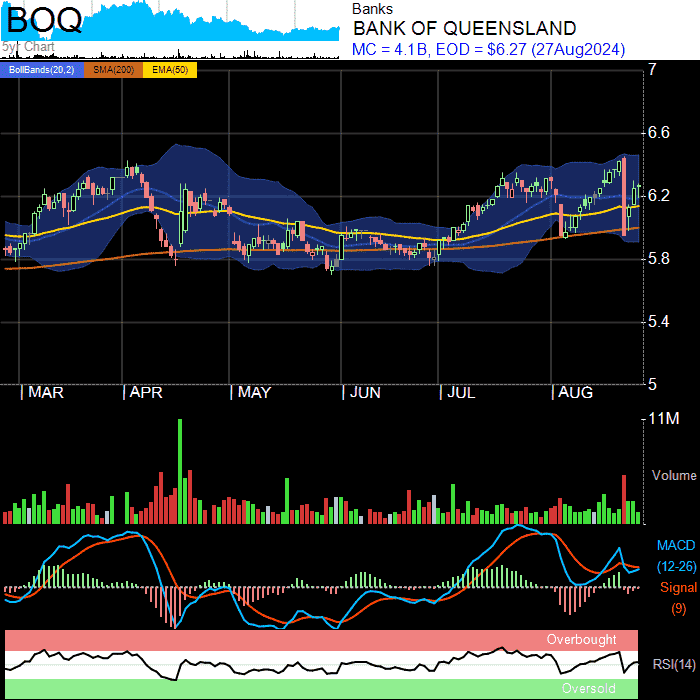 BOQ
5yr Chart
Banks
BANK OF QUEENSLAND
MC = 4.1B, EOD = $6.27 (27Aug2024)
BollBands(20,2) SMA(200) EMA(50)
7
6.6
6.2
5.8
5.4
5
MAR APR MAY JUN JUL AUG
11M
Volume
MACD
(12-26)
Signal
(9)
Overbought
RSI(14)
Oversold